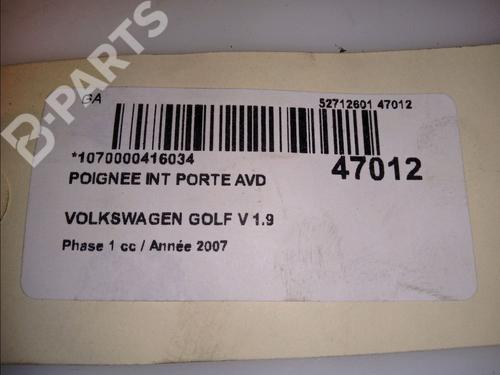 B-PARTS
GA
52712601 47012
*1070000416034
47012
POIGNEE INT PORTE AVD
VOLKSWAGEN GOLF V 1.9
Phase 1 cc / Année 2007